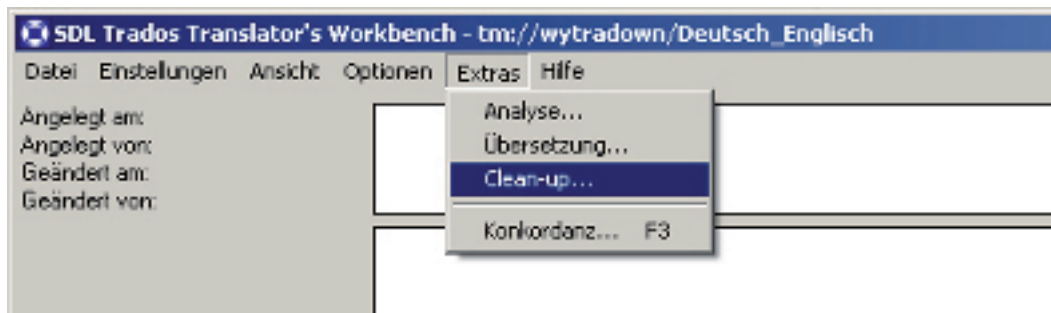 SDL Trados Translator's Workbench - tm://wytradown/Deutsch_Englisch
Datei Einstellungen Ansicht Optionen Extras Hilfe
Angelegt am:
Angelegt von:
Geändert am:
Geändert von:
Analyse...
Übersetzung...
Clean-up...
Konkordanz... F3